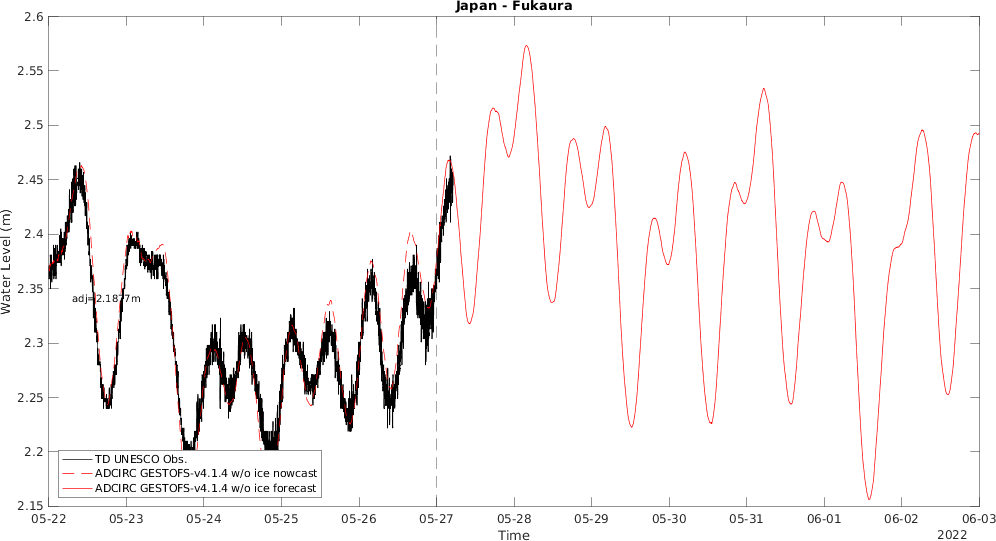 Japan - Fukaura
2.6
2.55
2.5
2.45
2.4
2.35
2.3
2.25
2.2
2.15
Water Level (m)
adj=2.1877m
TD UNESCO Obs.
ADCIRC GESTOFS-v4.1.4 w/o ice nowcast
ADCIRC GESTOFS-v4.1.4 w/o ice forecast
05-22 05-23 05-24 05-25 05-26 05-27 05-28 05-29 05-30 05-31 06-01 06-02 06-03
Time
2022